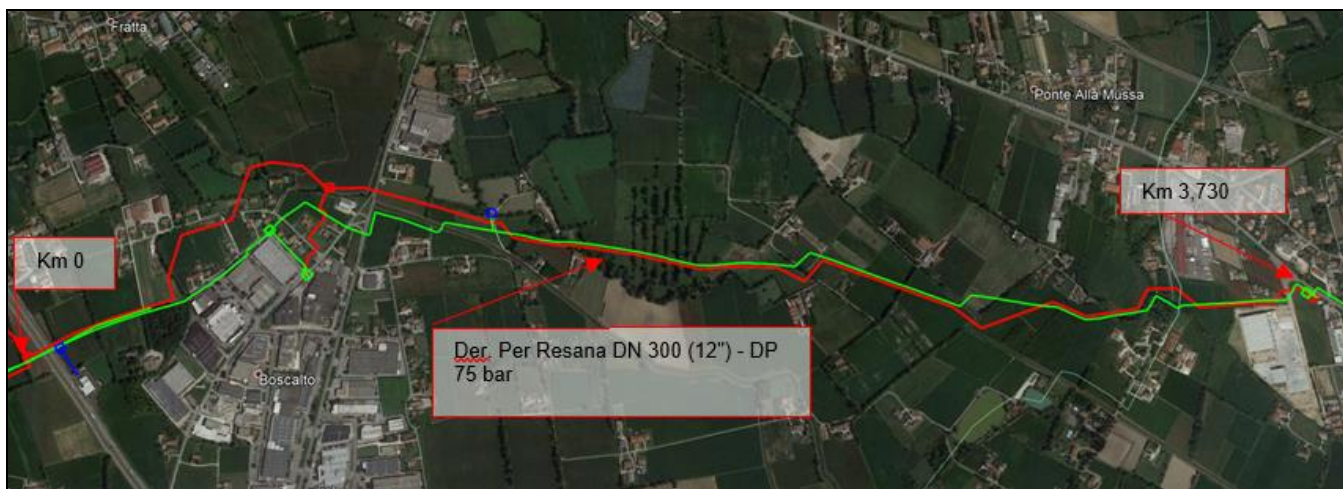 Fratta
Ponte Alla Mussa
Km 3,730
Km 0
Der. Per Resana DN 300 (12") - DP
75 bar
Boscalto